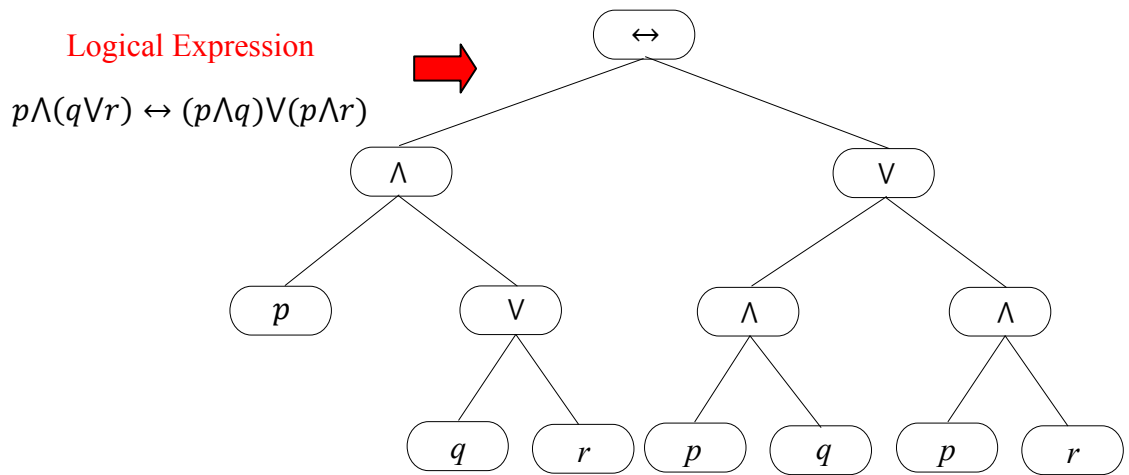 Logical Expression
p⋀(q⋁r) ↔ (p⋀q)⋁(p⋀r)
↔
⋀ ⋁
p ⋁ ⋀ ⋀
q r p q p r